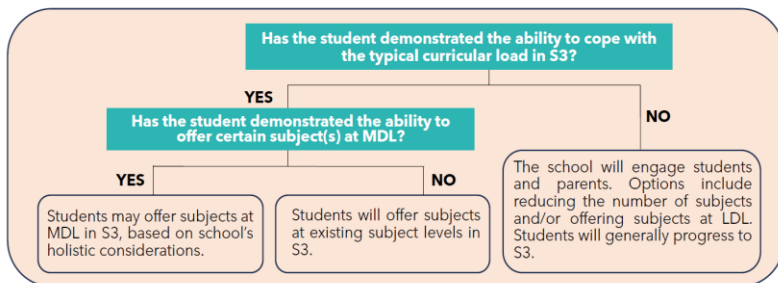 Has the student demonstrated the ability to cope with
the typical curricular load in S3?
YES
Has the student demonstrated the ability to
offer certain subject(s) at MDL?
NO
YES
Students may offer subjects at
MDL in S3, based on school's
holistic considerations.
NO
Students will offer subjects
at existing subject levels in
S3.
The school will engage students
and parents. Options include
reducing the number of subjects
and/or offering subjects at LDL.
Students will generally progress to
S3.